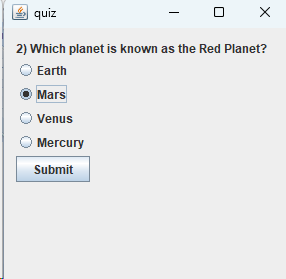 quiz
2) Which planet is known as the Red Planet?
Earth
Mars
Venus
Mercury
Submit